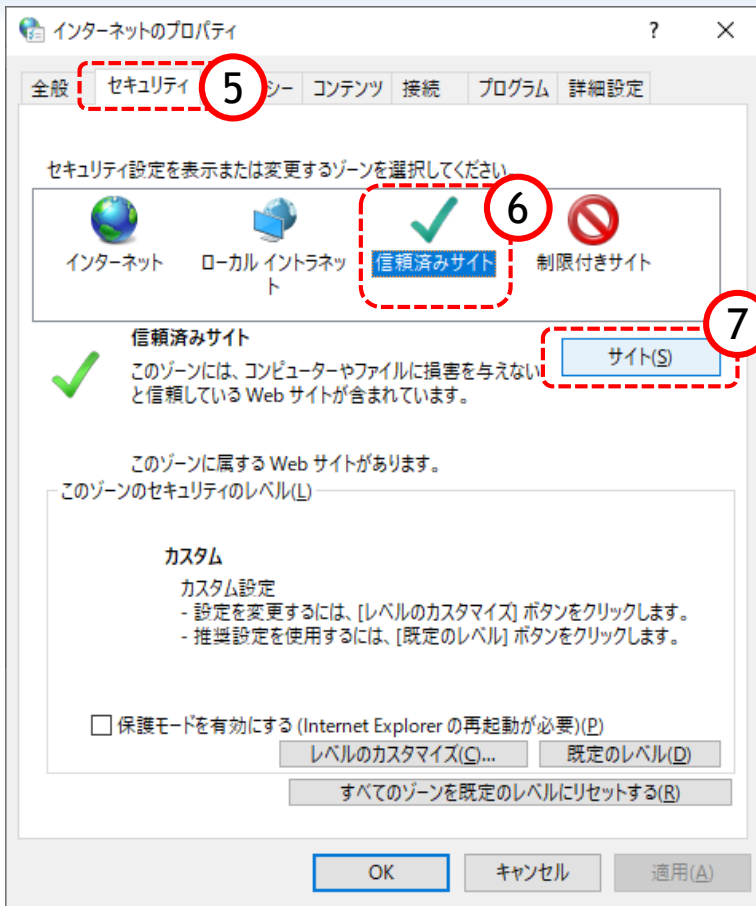 インターネットのプロパティ ? ×
全般 セキュリティ 5 シー コンテンツ 接続 プログラム 詳細設定
セキュリティ設定を表示または変更するゾーンを選択してください。
6
インターネット ローカル イントラネッ 信頼済みサイト 制限付きサイト
ト
7
信頼済みサイト
サイト(S)
このゾーンには、コンピューターやファイルに損害を与えない
と信頼している Web サイトが含まれています。
このゾーンに属する Web サイトがあります。
このゾーンのセキュリティのレベル(L)
カスタム
カスタム設定
- 設定を変更するには、[レベルのカスタマイズ] ボタンをクリックします。
- 推奨設定を使用するには、[既定のレベル] ボタンをクリックします。
保護モードを有効にする (Internet Explorer の再起動が必要)(P)
レベルのカスタマイズ(C)... 既定のレベル(D)
すべてのゾーンを既定のレベルにリセットする(R)
OK キャンセル 適用(A)